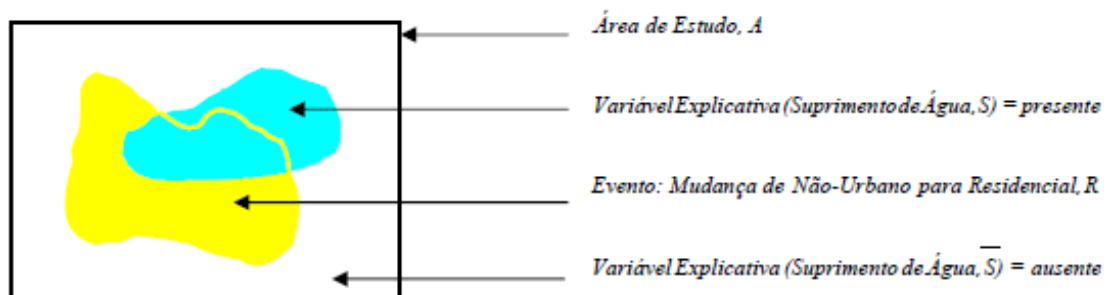 Área de Estudo, A
Variável Explicativa (Suprimento de Água, S) = presente
Evento: Mudança de Não-Urbano para Residencial, R
Variável Explicativa (Suprimento de Água, S̅) = ausente